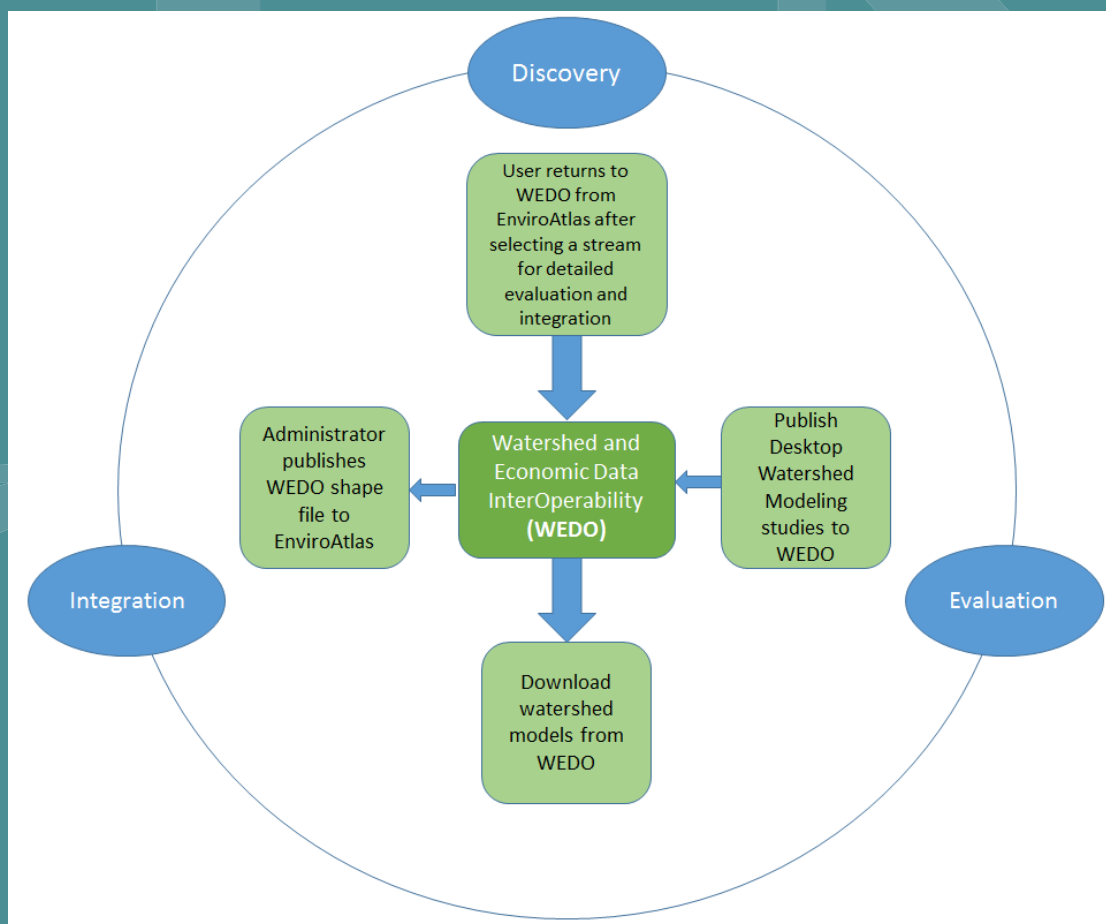 Discovery
User returns to
WEDO from
EnviroAtlas after
selecting a stream
for detailed
evaluation and
integration
Administrator
publishes
WEDO shape
file to
EnviroAtlas
Watershed and
Economic Data
InterOperability
(WEDO)
Publish
Desktop
Watershed
Modeling
studies to
WEDO
Integration
Evaluation
Download
watershed
models from
WEDO